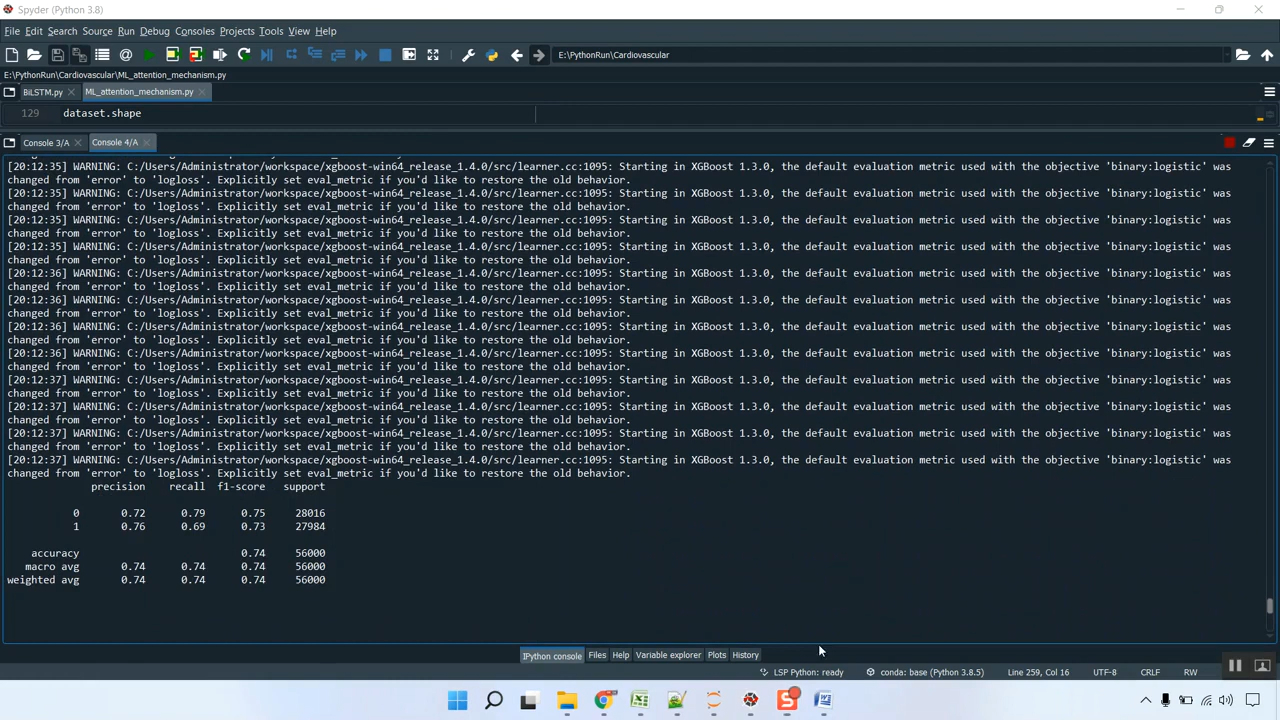 Spyder (Python 3.8)
File Edit Search Source Run Debug Consoles Projects Tools View Help
E:\PythonRun\Cardiovascular
E:\PythonRun\Cardiovascular\ML_attention_mechanism.py
BiLSTM.py ML_attention_mechanism.py
129 dataset.shape
Console 3/A Console 4/A
[20:12:35] WARNING: C:/Users/Administrator/workspace/xgboost-win64_release_1.4.0/src/learner.cc:1095: Starting in XGBoost 1.3.0, the default evaluation metric used with the objective 'binary:logistic' was
changed from 'error' to 'logloss'. Explicitly set eval_metric if you'd like to restore the old behavior.
[20:12:35] WARNING: C:/Users/Administrator/workspace/xgboost-win64_release_1.4.0/src/learner.cc:1095: Starting in XGBoost 1.3.0, the default evaluation metric used with the objective 'binary:logistic' was
changed from 'error' to 'logloss'. Explicitly set eval_metric if you'd like to restore the old behavior.
[20:12:35] WARNING: C:/Users/Administrator/workspace/xgboost-win64_release_1.4.0/src/learner.cc:1095: Starting in XGBoost 1.3.0, the default evaluation metric used with the objective 'binary:logistic' was
changed from 'error' to 'logloss'. Explicitly set eval_metric if you'd like to restore the old behavior.
[20:12:35] WARNING: C:/Users/Administrator/workspace/xgboost-win64_release_1.4.0/src/learner.cc:1095: Starting in XGBoost 1.3.0, the default evaluation metric used with the objective 'binary:logistic' was
changed from 'error' to 'logloss'. Explicitly set eval_metric if you'd like to restore the old behavior.
[20:12:36] WARNING: C:/Users/Administrator/workspace/xgboost-win64_release_1.4.0/src/learner.cc:1095: Starting in XGBoost 1.3.0, the default evaluation metric used with the objective 'binary:logistic' was
changed from 'error' to 'logloss'. Explicitly set eval_metric if you'd like to restore the old behavior.
[20:12:36] WARNING: C:/Users/Administrator/workspace/xgboost-win64_release_1.4.0/src/learner.cc:1095: Starting in XGBoost 1.3.0, the default evaluation metric used with the objective 'binary:logistic' was
changed from 'error' to 'logloss'. Explicitly set eval_metric if you'd like to restore the old behavior.
[20:12:36] WARNING: C:/Users/Administrator/workspace/xgboost-win64_release_1.4.0/src/learner.cc:1095: Starting in XGBoost 1.3.0, the default evaluation metric used with the objective 'binary:logistic' was
changed from 'error' to 'logloss'. Explicitly set eval_metric if you'd like to restore the old behavior.
[20:12:36] WARNING: C:/Users/Administrator/workspace/xgboost-win64_release_1.4.0/src/learner.cc:1095: Starting in XGBoost 1.3.0, the default evaluation metric used with the objective 'binary:logistic' was
changed from 'error' to 'logloss'. Explicitly set eval_metric if you'd like to restore the old behavior.
[20:12:37] WARNING: C:/Users/Administrator/workspace/xgboost-win64_release_1.4.0/src/learner.cc:1095: Starting in XGBoost 1.3.0, the default evaluation metric used with the objective 'binary:logistic' was
changed from 'error' to 'logloss'. Explicitly set eval_metric if you'd like to restore the old behavior.
[20:12:37] WARNING: C:/Users/Administrator/workspace/xgboost-win64_release_1.4.0/src/learner.cc:1095: Starting in XGBoost 1.3.0, the default evaluation metric used with the objective 'binary:logistic' was
changed from 'error' to 'logloss'. Explicitly set eval_metric if you'd like to restore the old behavior.
[20:12:37] WARNING: C:/Users/Administrator/workspace/xgboost-win64_release_1.4.0/src/learner.cc:1095: Starting in XGBoost 1.3.0, the default evaluation metric used with the objective 'binary:logistic' was
changed from 'error' to 'logloss'. Explicitly set eval_metric if you'd like to restore the old behavior.
[20:12:37] WARNING: C:/Users/Administrator/workspace/xgboost-win64_release_1.4.0/src/learner.cc:1095: Starting in XGBoost 1.3.0, the default evaluation metric used with the objective 'binary:logistic' was
changed from 'error' to 'logloss'. Explicitly set eval_metric if you'd like to restore the old behavior.
precision recall f1-score support
0 0.72 0.79 0.75 28016
1 0.76 0.69 0.73 27984
accuracy 0.74 56000
macro avg 0.74 0.74 0.74 56000
weighted avg 0.74 0.74 0.74 56000
IPython console Files Help Variable explorer Plots History
LSP Python: ready conda: base (Python 3.8.5) Line 259, Col 16 UTF-8 CRLF RW